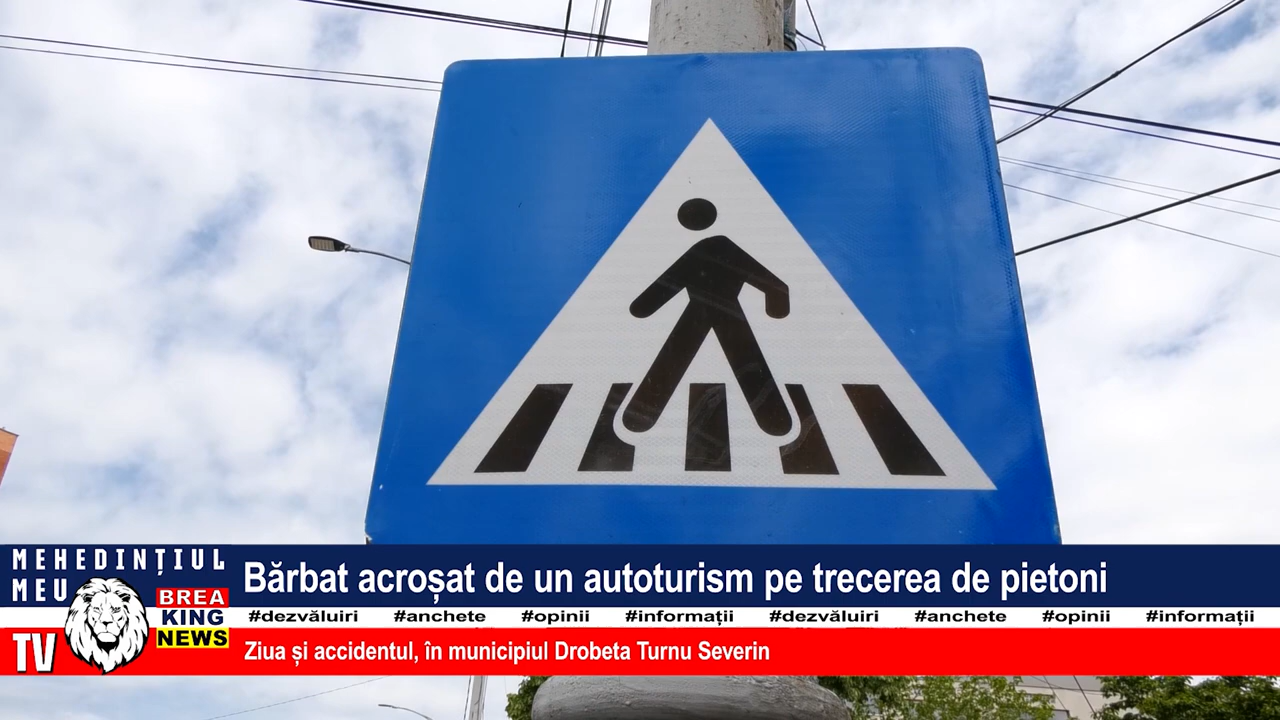 MEHEDINȚIUL
MEU
TV
BREA
KING
NEWS
Bărbat acroșat de un autoturism pe trecerea de pietoni
#dezvăluiri #anchete #opinii #informații #dezvăluiri #anchete #opinii #informații
Ziua și accidentul, în municipiul Drobeta Turnu Severin